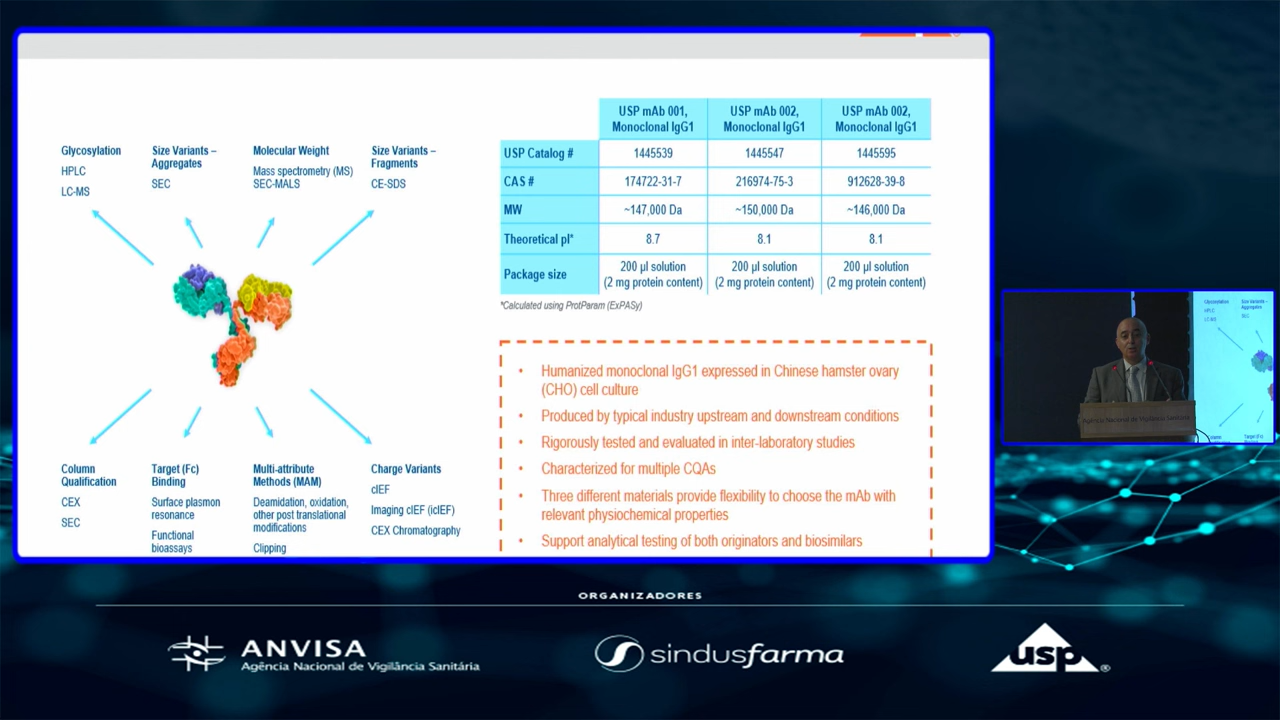 Glycosylation
HPLC
LC-MS
Size Variants –
Aggregates
SEC
Molecular Weight
Mass spectrometry (MS)
SEC-MALS
Size Variants –
Fragments
CE-SDS
Column
Qualification
CEX
SEC
Target (Fc)
Binding
Surface plasmon
resonance
Functional
bioassays
Multi-attribute
Methods (MAM)
Deamidation, oxidation,
other post translational
modifications
Clipping
Charge Variants
cIEF
Imaging cIEF (icIEF)
CEX Chromatography
USP mAb 001, Monoclonal IgG1 USP mAb 002, Monoclonal IgG1 USP mAb 002, Monoclonal IgG1
USP Catalog # 1445539 1445547 1445595
CAS # 174722-31-7 216974-75-3 912628-39-8
MW ~147,000 Da ~150,000 Da ~146,000 Da
Theoretical pI* 8.7 8.1 8.1
Package size 200 µl solution (2 mg protein content) 200 µl solution (2 mg protein content) 200 µl solution (2 mg protein content)
*Calculated using ProtParam (ExPASy)
• Humanized monoclonal IgG1 expressed in Chinese hamster ovary
(CHO) cell culture
• Produced by typical industry upstream and downstream conditions
• Rigorously tested and evaluated in inter-laboratory studies
• Characterized for multiple CQAs
• Three different materials provide flexibility to choose the mAb with
relevant physiochemical properties
• Support analytical testing of both originators and biosimilars
Glycosylation
HPLC
LC-MS
Agência Nacional de Vigilância Sanitária
ORGANIZADORES
ANVISA
Agência Nacional de Vigilância Sanitária
sindusfarma
usp®